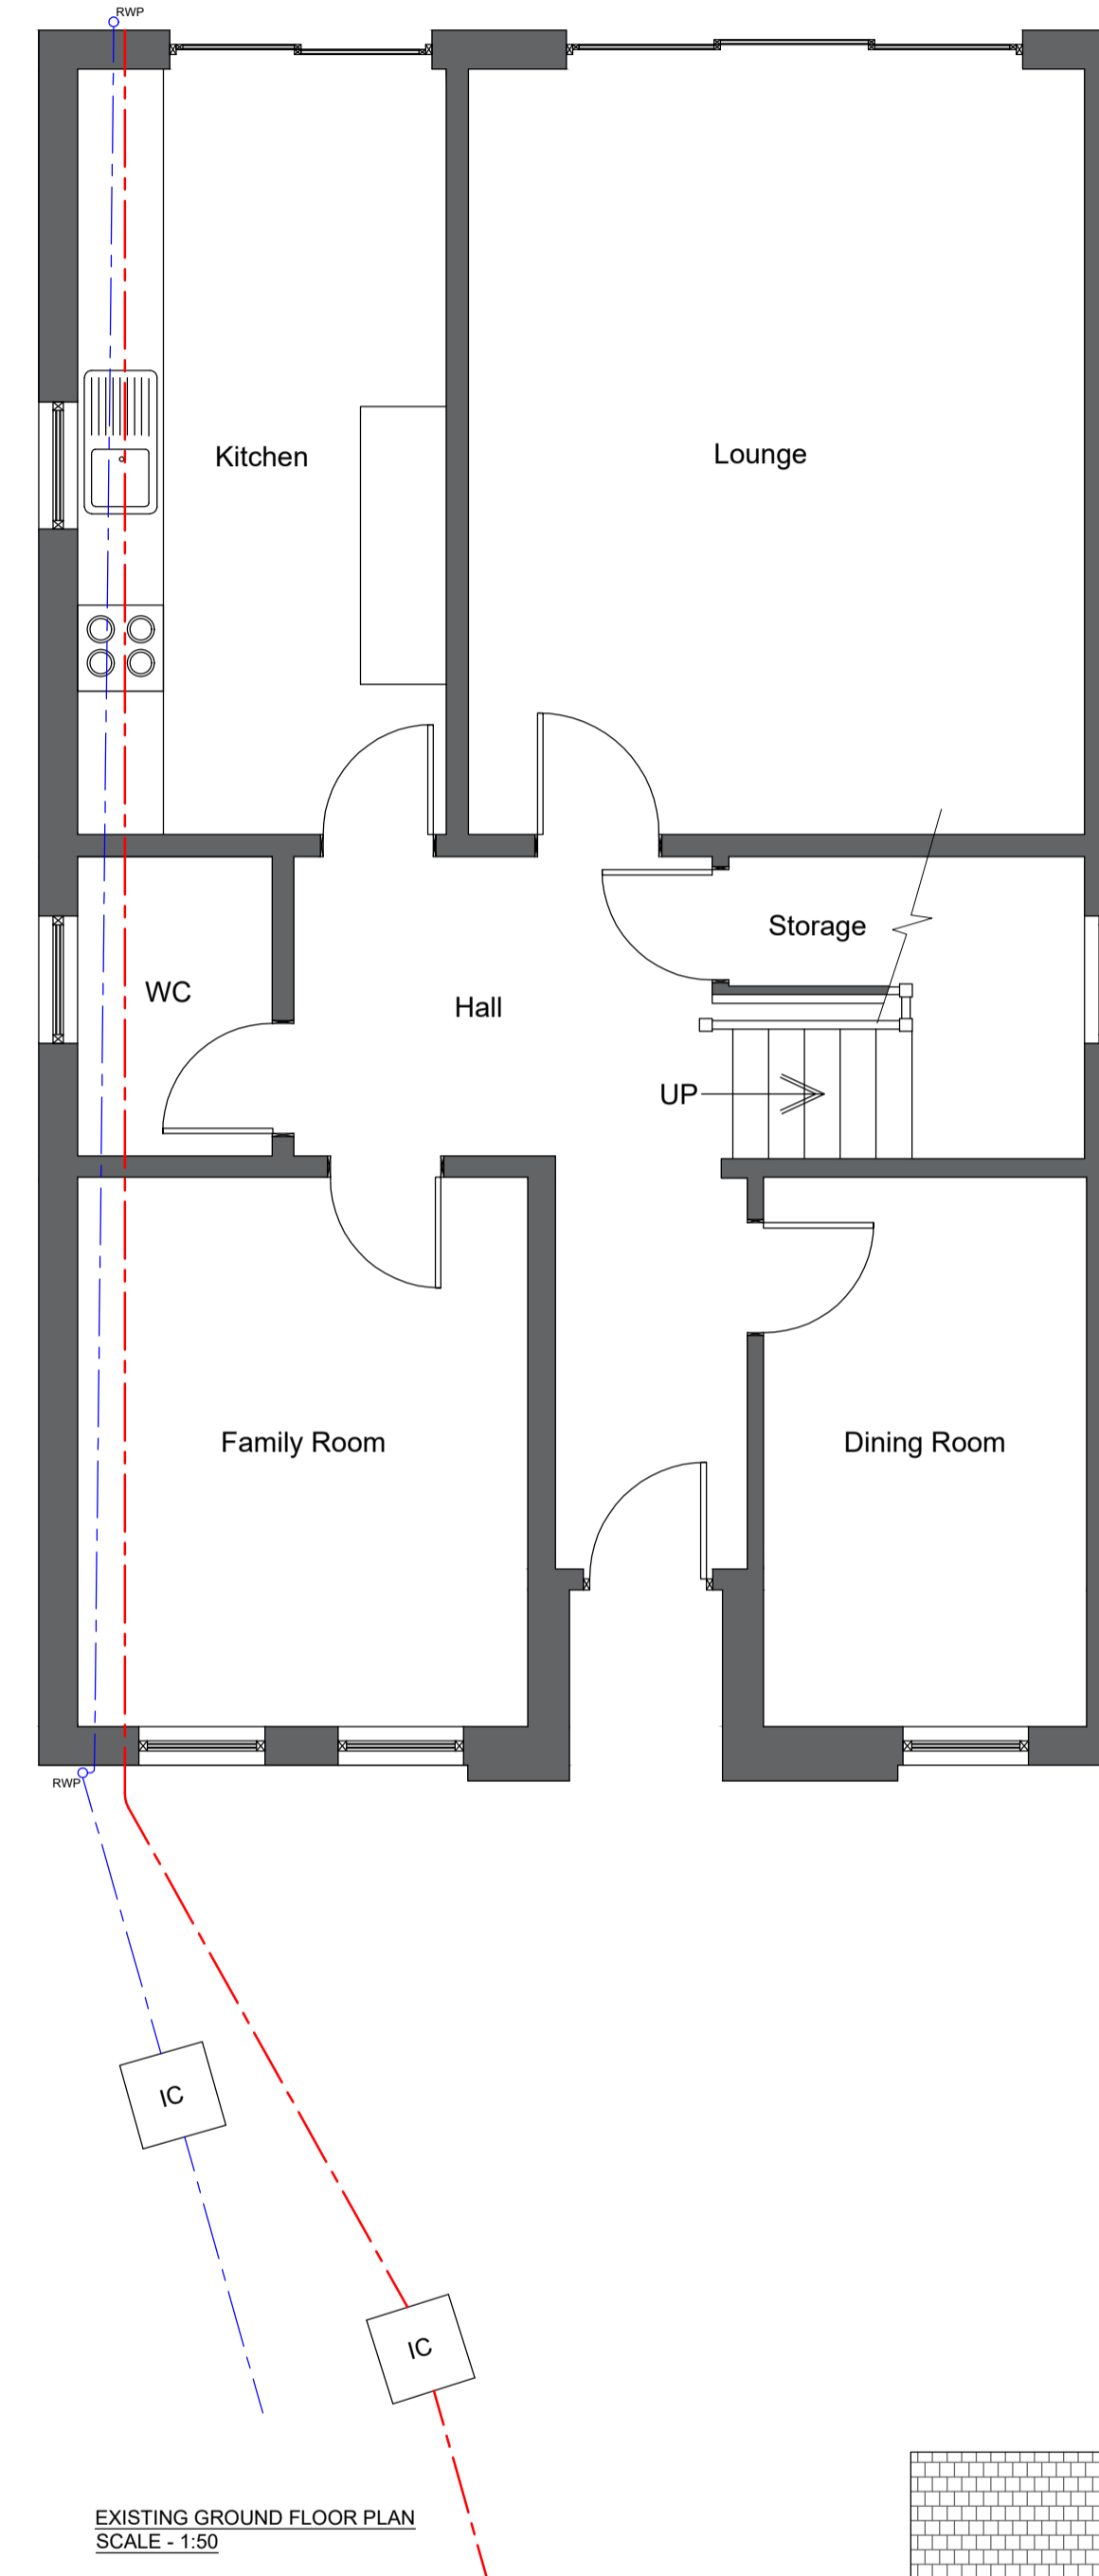 RWP
Kitchen
Lounge
Storage
WC
Hall
UP
Family Room
Dining Room
RWP
IC
IC
EXISTING GROUND FLOOR PLAN
SCALE - 1:50